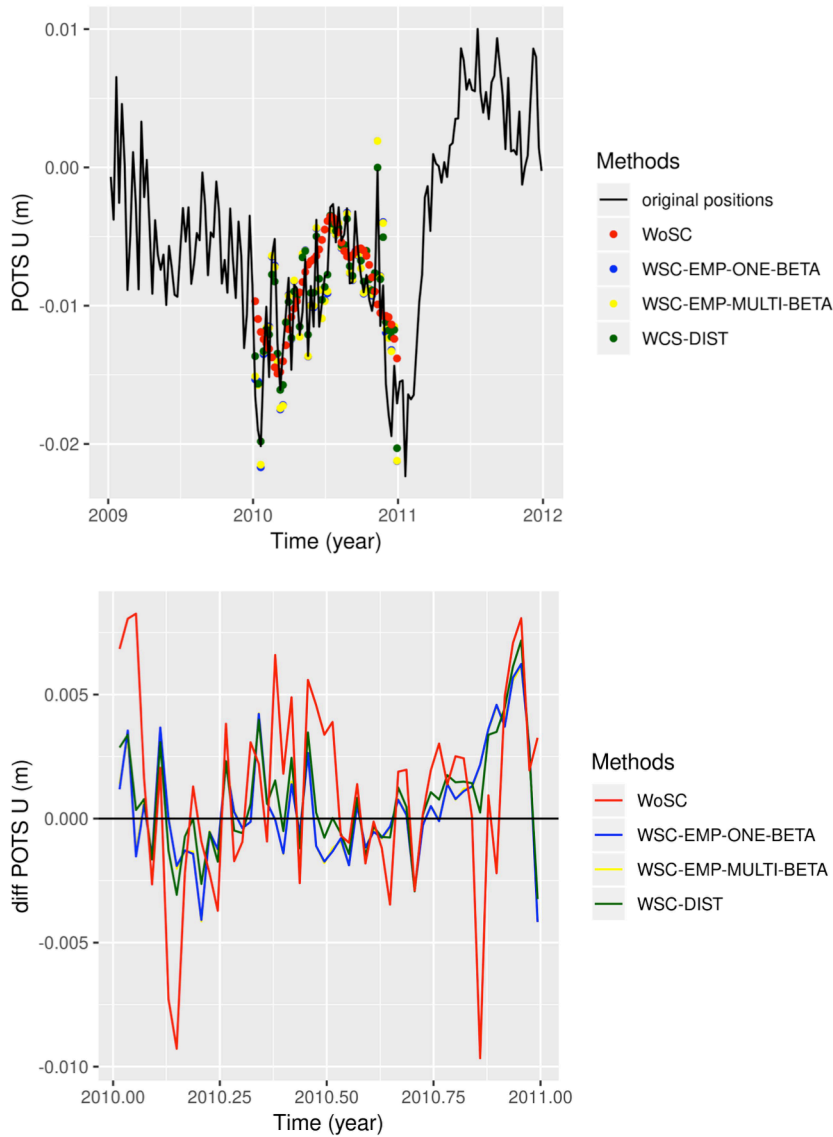 POTS U (m)
0.01
0.00
-0.01
-0.02
2009
2010
2011
2012
Time (year)
Methods
original positions
WoSC
WSC-EMP-ONE-BETA
WSC-EMP-MULTI-BETA
WCS-DIST
diff POTS U (m)
0.005
0.000
-0.005
-0.010
2010.00
2010.25
2010.50
2010.75
2011.00
Time (year)
Methods
WoSC
WSC-EMP-ONE-BETA
WSC-EMP-MULTI-BETA
WSC-DIST